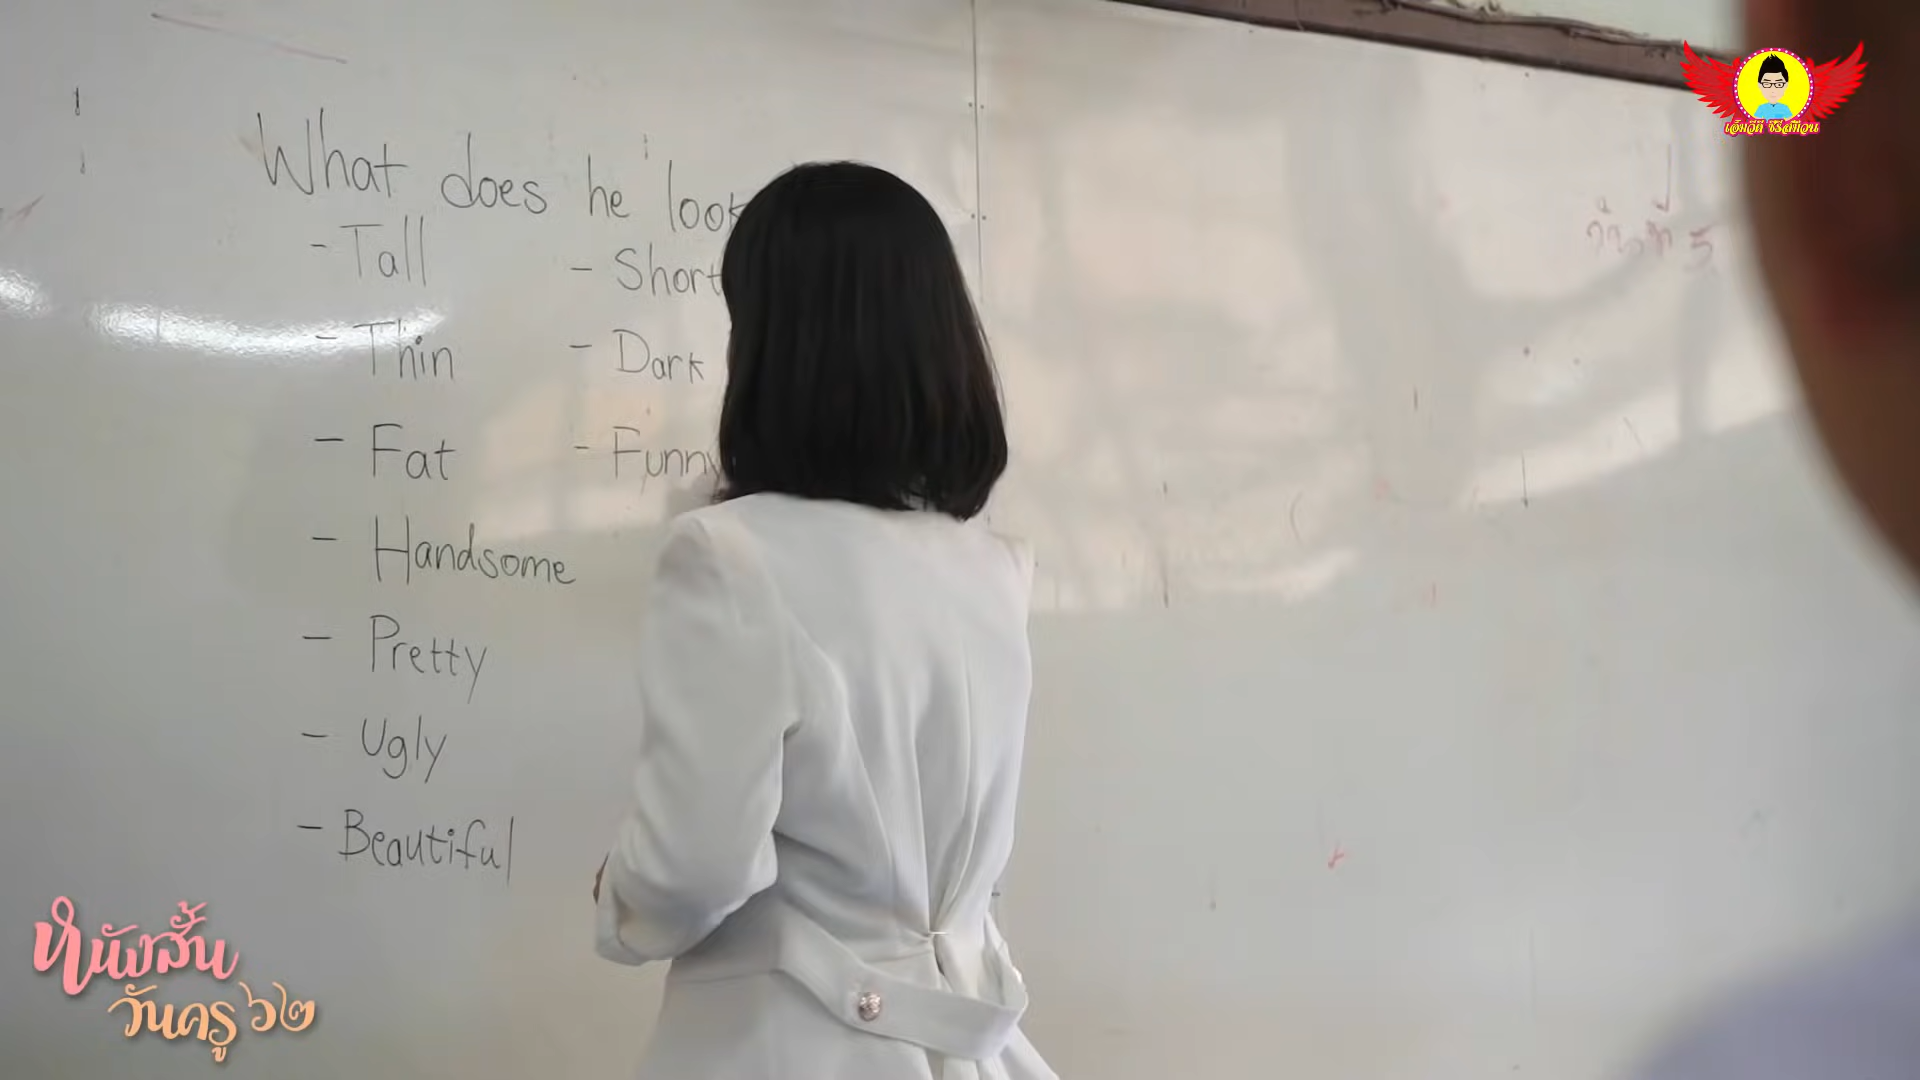 What does he look
- Tall
- Short
- Thin
- Dark
- Fat
- Funny
- Handsome
- Pretty
- Ugly
- Beautiful
หนังสั้น
วันครู ๖๒